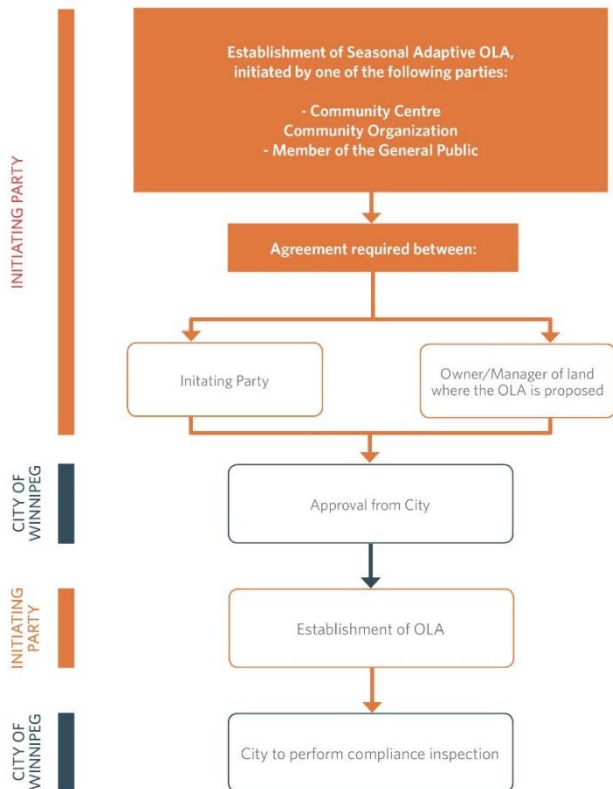 INITIATING PARTY
Establishment of Seasonal Adaptive OLA,
initiated by one of the following parties:
- Community Centre
Community Organization
- Member of the General Public
Agreement required between:
Initating Party
Owner/Manager of land
where the OLA is proposed
CITY OF
WINNIPEG
Approval from City
INITIATING
PARTY
Establishment of OLA
CITY OF
WINNIPEG
City to perform compliance inspection